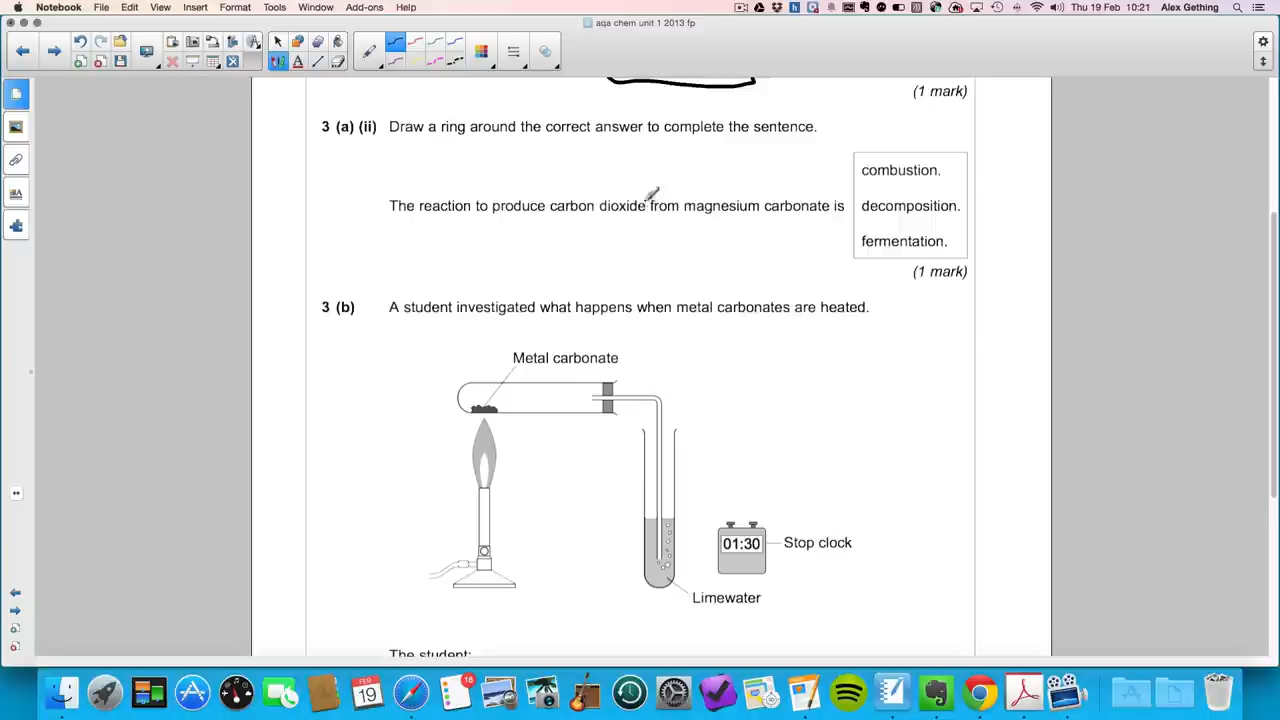 Notebook File Edit View Insert Format Tools Window Add-ons Help Thu 19 Feb 10:21 Alex Gething
aqa chem unit 1 2013 fp
(1 mark)
3 (a) (ii) Draw a ring around the correct answer to complete the sentence.
combustion.
The reaction to produce carbon dioxide from magnesium carbonate is decomposition.
fermentation.
(1 mark)
3 (b) A student investigated what happens when metal carbonates are heated.
Metal carbonate
01:30 Stop clock
Limewater
The student:
FEB
19
18